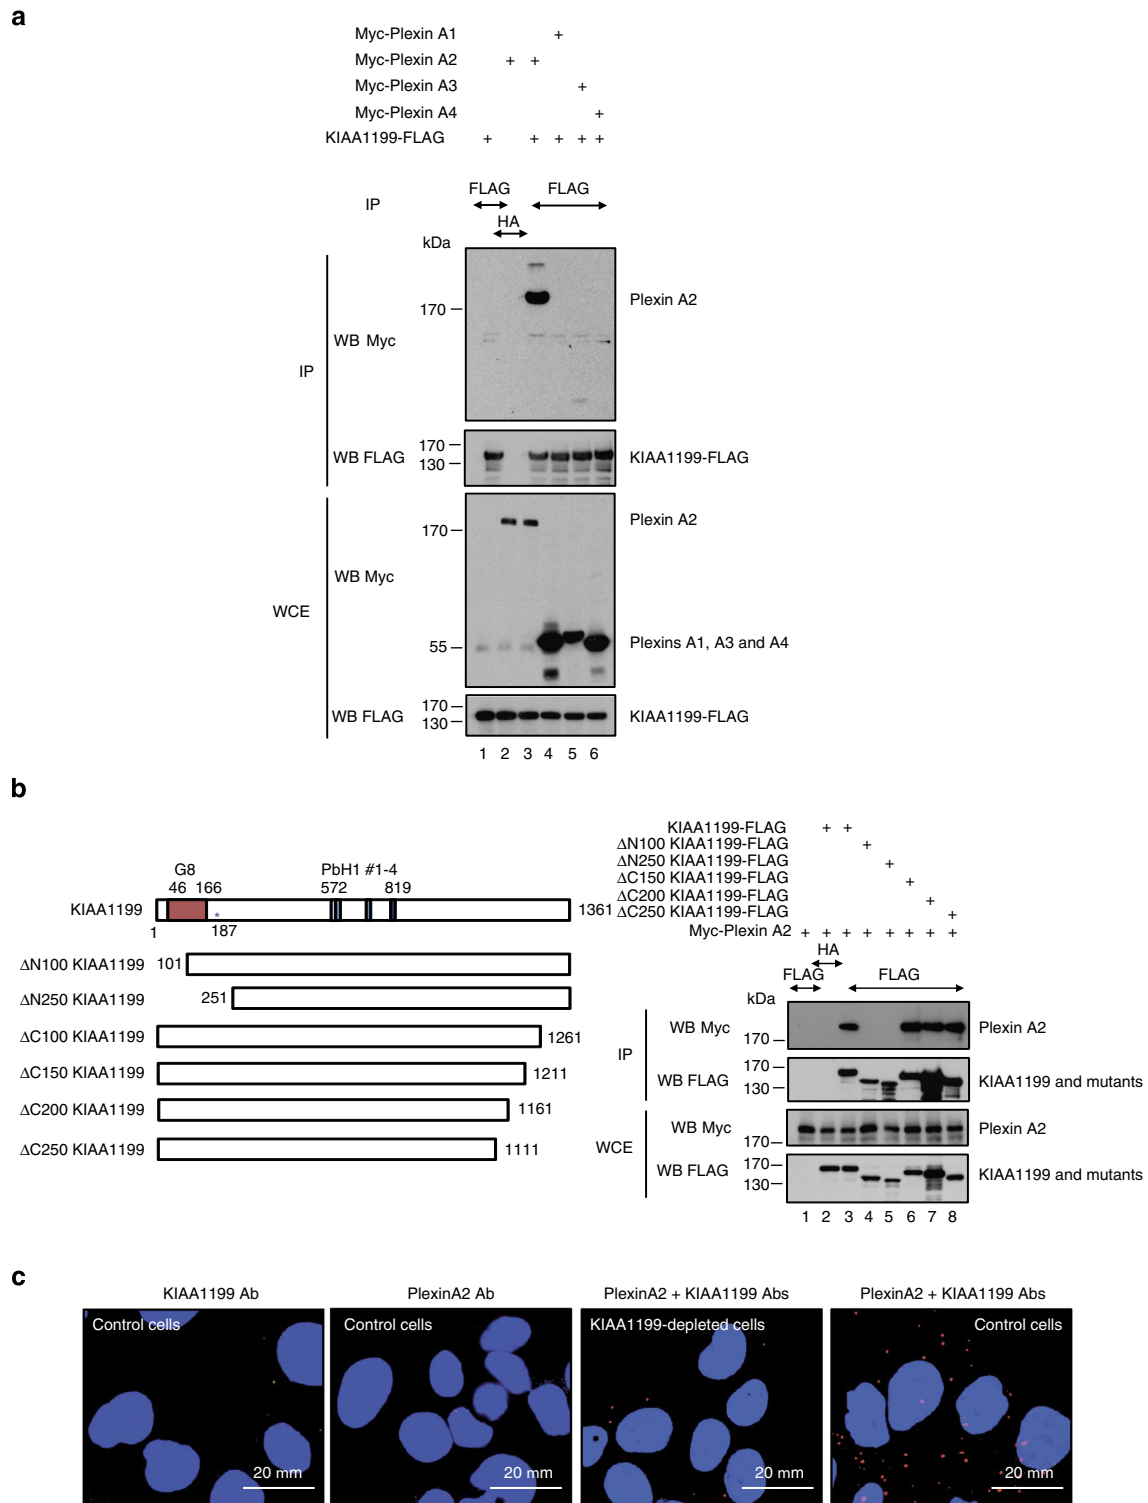 a
Myc-Plexin A1 +
Myc-Plexin A2 + +
Myc-Plexin A3 +
Myc-Plexin A4 +
KIAA1199-FLAG + + + + +
IP FLAG HA FLAG
kDa
IP
WB Myc 170 Plexin A2
WB FLAG 170 130 KIAA1199-FLAG
WCE
WB Myc 170 Plexin A2
55 Plexins A1, A3 and A4
WB FLAG 170 130 KIAA1199-FLAG
1 2 3 4 5 6
b
G8 PbH1 #1-4
46 166 572 819
KIAA1199 1361
1 * 187
ΔN100 KIAA1199 101
ΔN250 KIAA1199 251
ΔC100 KIAA1199 1261
ΔC150 KIAA1199 1211
ΔC200 KIAA1199 1161
ΔC250 KIAA1199 1111
KIAA1199-FLAG + +
ΔN100 KIAA1199-FLAG +
ΔN250 KIAA1199-FLAG +
ΔC150 KIAA1199-FLAG +
ΔC200 KIAA1199-FLAG +
ΔC250 KIAA1199-FLAG +
Myc-Plexin A2 + + + + + + + +
HA
FLAG FLAG
kDa
IP
WB Myc 170 Plexin A2
WB FLAG 170 130 KIAA1199 and mutants
WCE
WB Myc 170 Plexin A2
WB FLAG 170 130 KIAA1199 and mutants
1 2 3 4 5 6 7 8
c
KIAA1199 Ab PlexinA2 Ab PlexinA2 + KIAA1199 Abs PlexinA2 + KIAA1199 Abs
Control cells Control cells KIAA1199-depleted cells Control cells
20 mm 20 mm 20 mm 20 mm